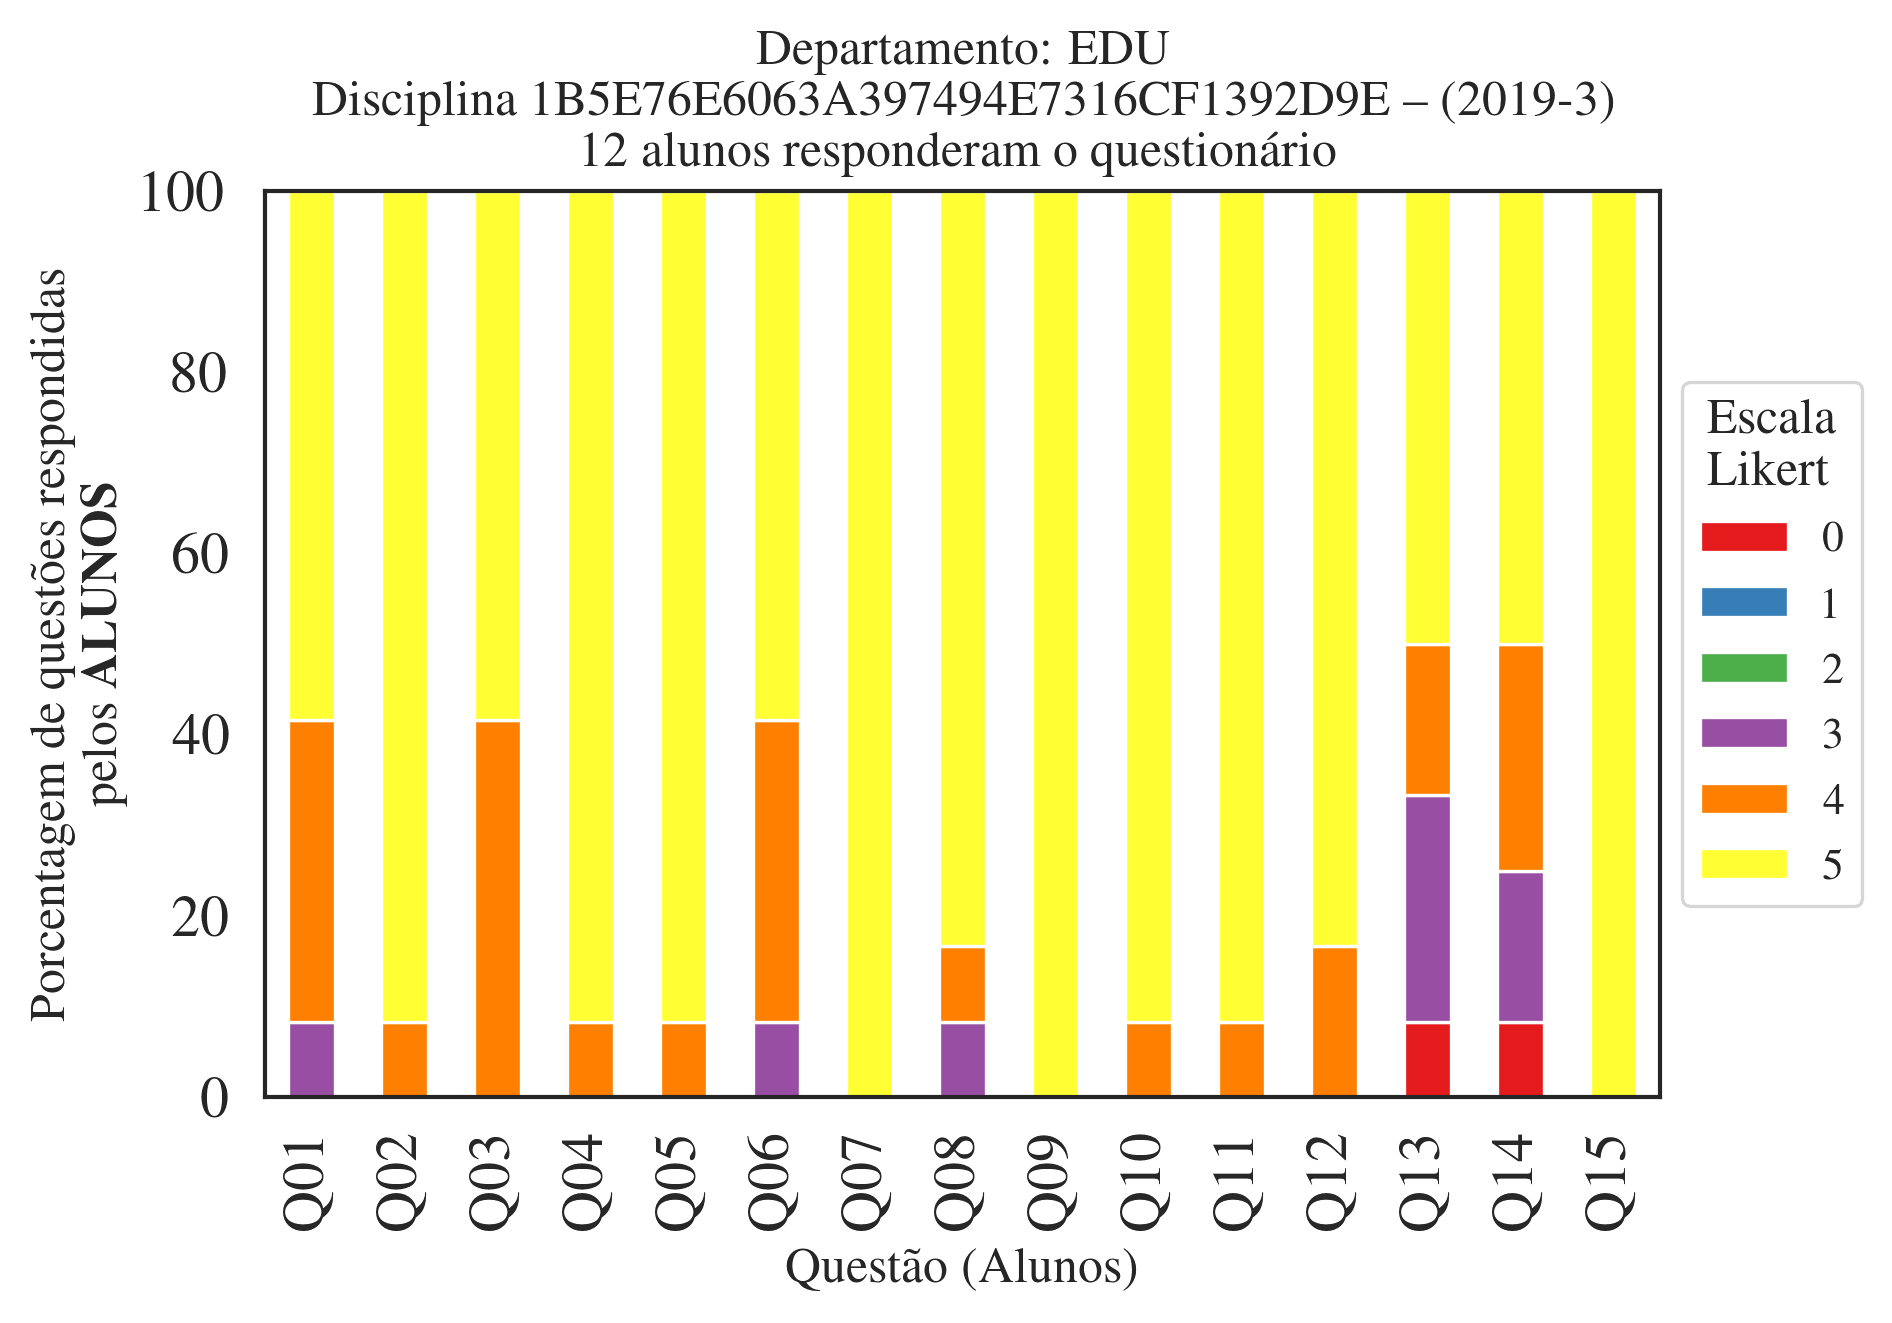 Departamento: EDU
Disciplina 1B5E76E6063A397494E7316CF1392D9E – (2019-3)
12 alunos responderam o questionário
Porcentagem de questões respondidas
pelos ALUNOS
100
80
60
40
20
0
Q01
Q02
Q03
Q04
Q05
Q06
Q07
Q08
Q09
Q10
Q11
Q12
Q13
Q14
Q15
Questão (Alunos)
Escala
Likert
0
1
2
3
4
5